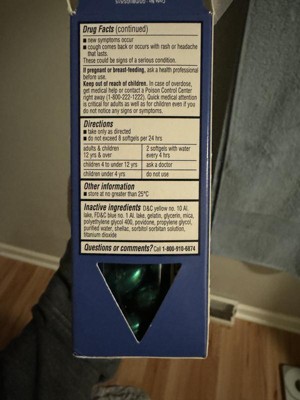 Drug Facts (continued)
■ new symptoms occur
■ cough comes back or occurs with rash or headache
that lasts.
These could be signs of a serious condition.
If pregnant or breast-feeding, ask a health professional
before use.
Keep out of reach of children. In case of overdose,
get medical help or contact a Poison Control Center
right away (1-800-222-1222). Quick medical attention
is critical for adults as well as for children even if you
do not notice any signs or symptoms.
Directions
■ take only as directed
■ do not exceed 8 softgels per 24 hrs
adults & children 12 yrs & over 2 softgels with water every 4 hrs
children 4 to under 12 yrs ask a doctor
children under 4 yrs do not use
Other information
■ store at no greater than 25°C
Inactive ingredients D&C yellow no. 10 Al.
lake, FD&C blue no. 1 Al. lake, gelatin, glycerin, mica,
polyethylene glycol 400, povidone, propylene glycol,
purified water, shellac, sorbitol sorbitan solution,
titanium dioxide
Questions or comments? Call 1-800-910-6874